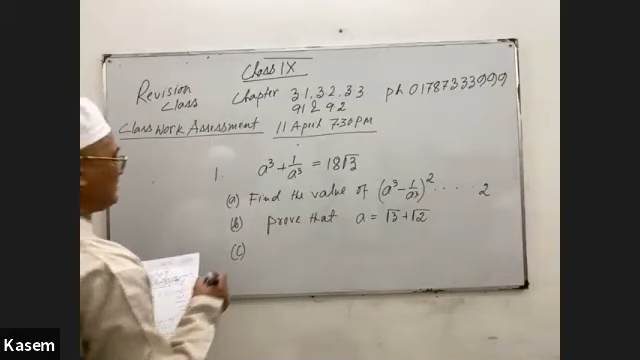 Class IX
Revision Class Chapter 3.1, 3.2, 3.3 ph 01787333999
9.1 & 9.2
Class Work Assessment 11 April 7.30 PM
1. a³ + 1/a³ = 18√3
(a) Find the value of (a³ - 1/a³)² .... 2
(b) prove that a = √3 + √2
(c)
Kasem